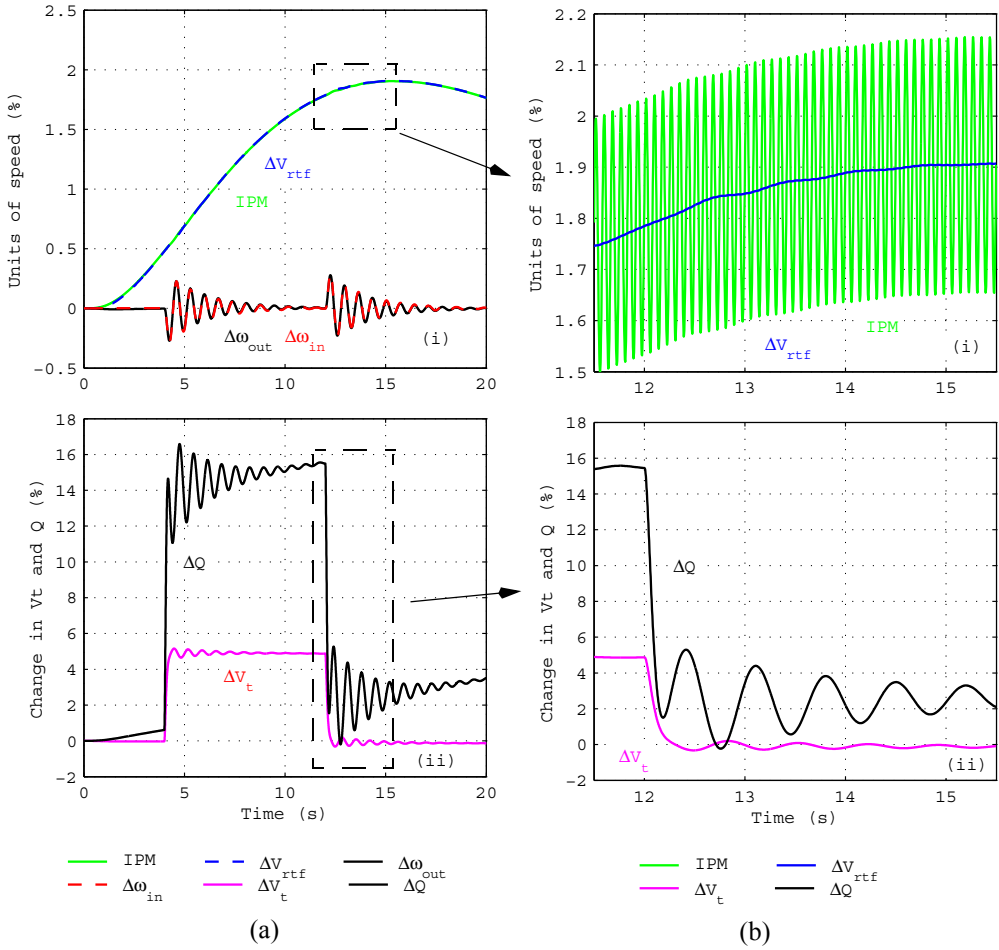 Units of speed (%)
2.5
2
1.5
1
0.5
0
−0.5
0
5
10
15
20
ΔV_rtf
IPM
Δω_out
Δω_in
(i)
Units of speed (%)
2.2
2.1
2
1.9
1.8
1.7
1.6
1.5
12
13
14
15
IPM
ΔV_rtf
(i)
Change in Vt and Q (%)
18
16
14
12
10
8
6
4
2
0
−2
0
5
10
15
20
Time (s)
ΔQ
ΔV_t
(ii)
Change in Vt and Q (%)
18
16
14
12
10
8
6
4
2
0
−2
12
13
14
15
Time (s)
ΔQ
ΔV_t
(ii)
IPM
ΔV_rtf
Δω_out
Δω_in
ΔV_t
ΔQ
(a)
IPM
ΔV_rtf
ΔV_t
ΔQ
(b)